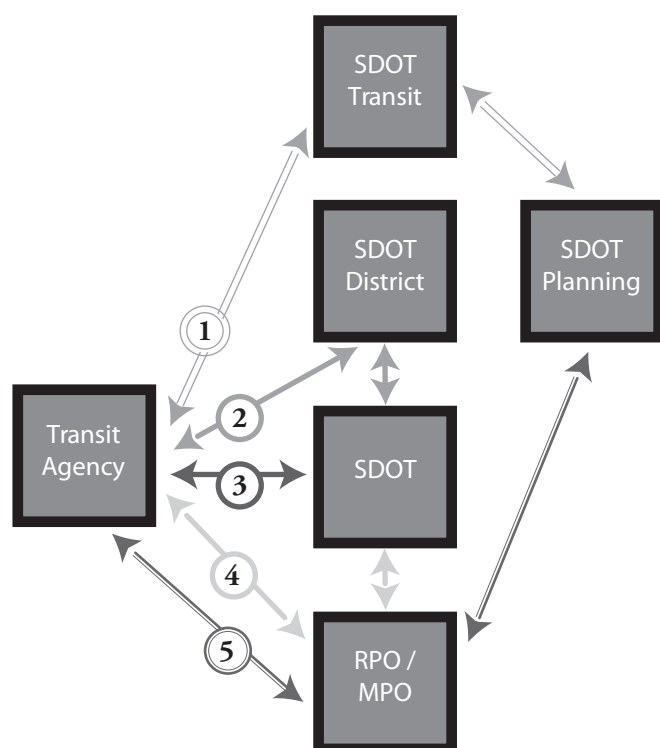 SDOT
Transit
SDOT
District
SDOT
Planning
1
2
Transit
Agency
3
SDOT
4
5
RPO /
MPO